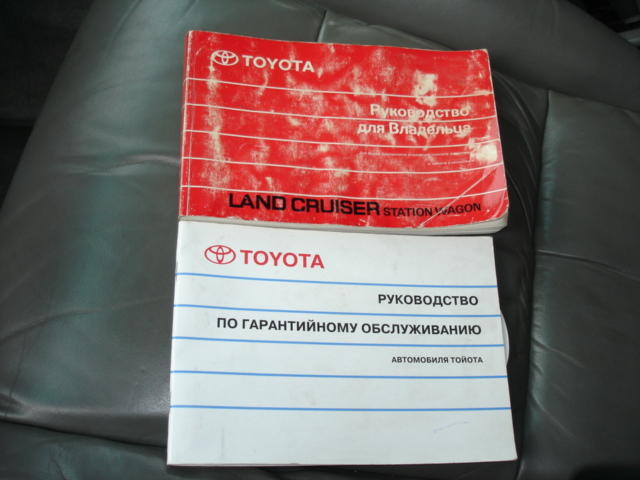 TOYOTA
Руководство
для Владельца
LAND CRUISER STATION WAGON
TOYOTA
РУКОВОДСТВО
ПО ГАРАНТИЙНОМУ ОБСЛУЖИВАНИЮ
АВТОМОБИЛЯ ТОЙОТА